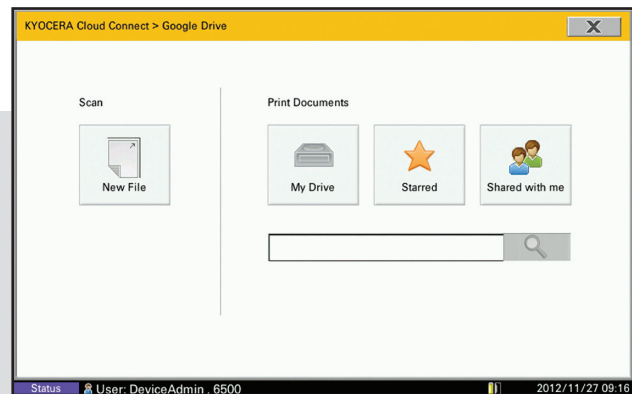 KYOCERA Cloud Connect > Google Drive
X
Scan
Print Documents
New File
My Drive
Starred
Shared with me
Status
User: DeviceAdmin . 6500
2012/11/27 09:16